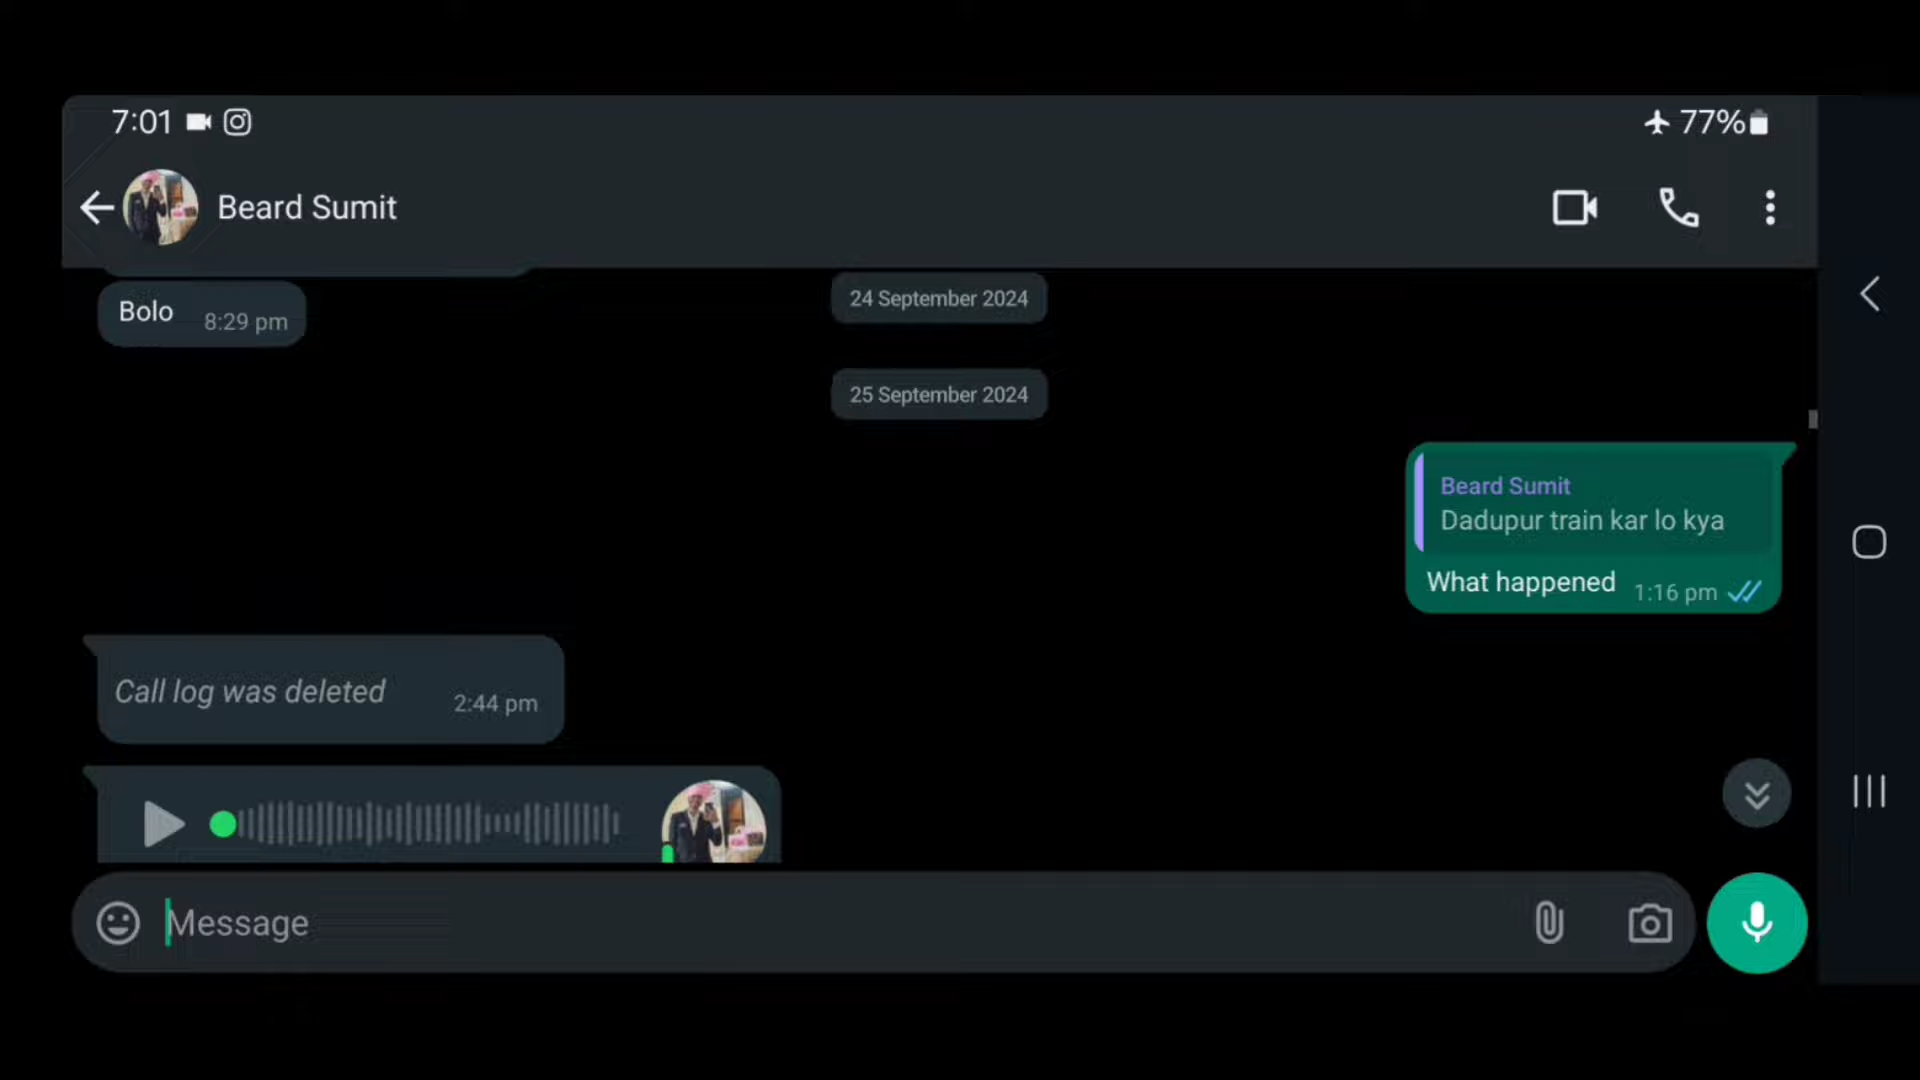 7:01
77%
Beard Sumit
24 September 2024
Bolo 8:29 pm
25 September 2024
Beard Sumit
Dadupur train kar lo kya
What happened 1:16 pm
Call log was deleted 2:44 pm
Message